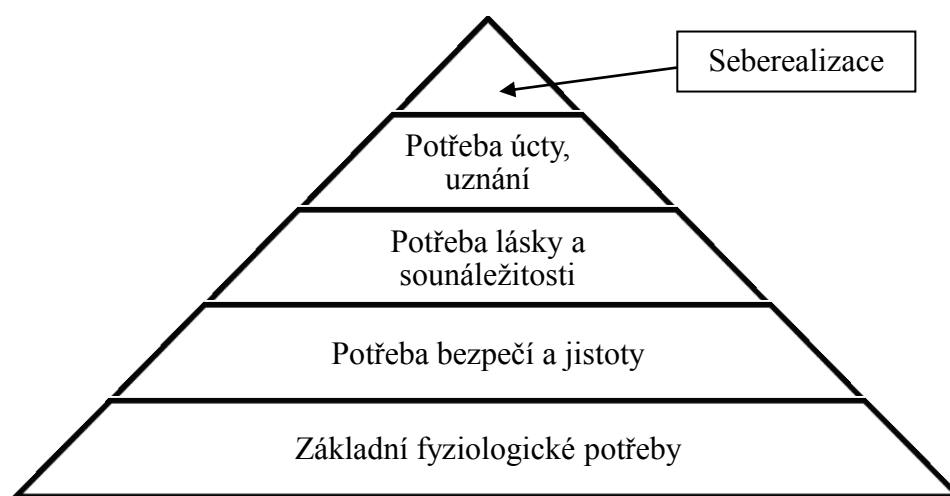 Seberealizace
Potřeba úcty,
uznání
Potřeba lásky a
sounáležitosti
Potřeba bezpečí a jistoty
Základní fyziologické potřeby